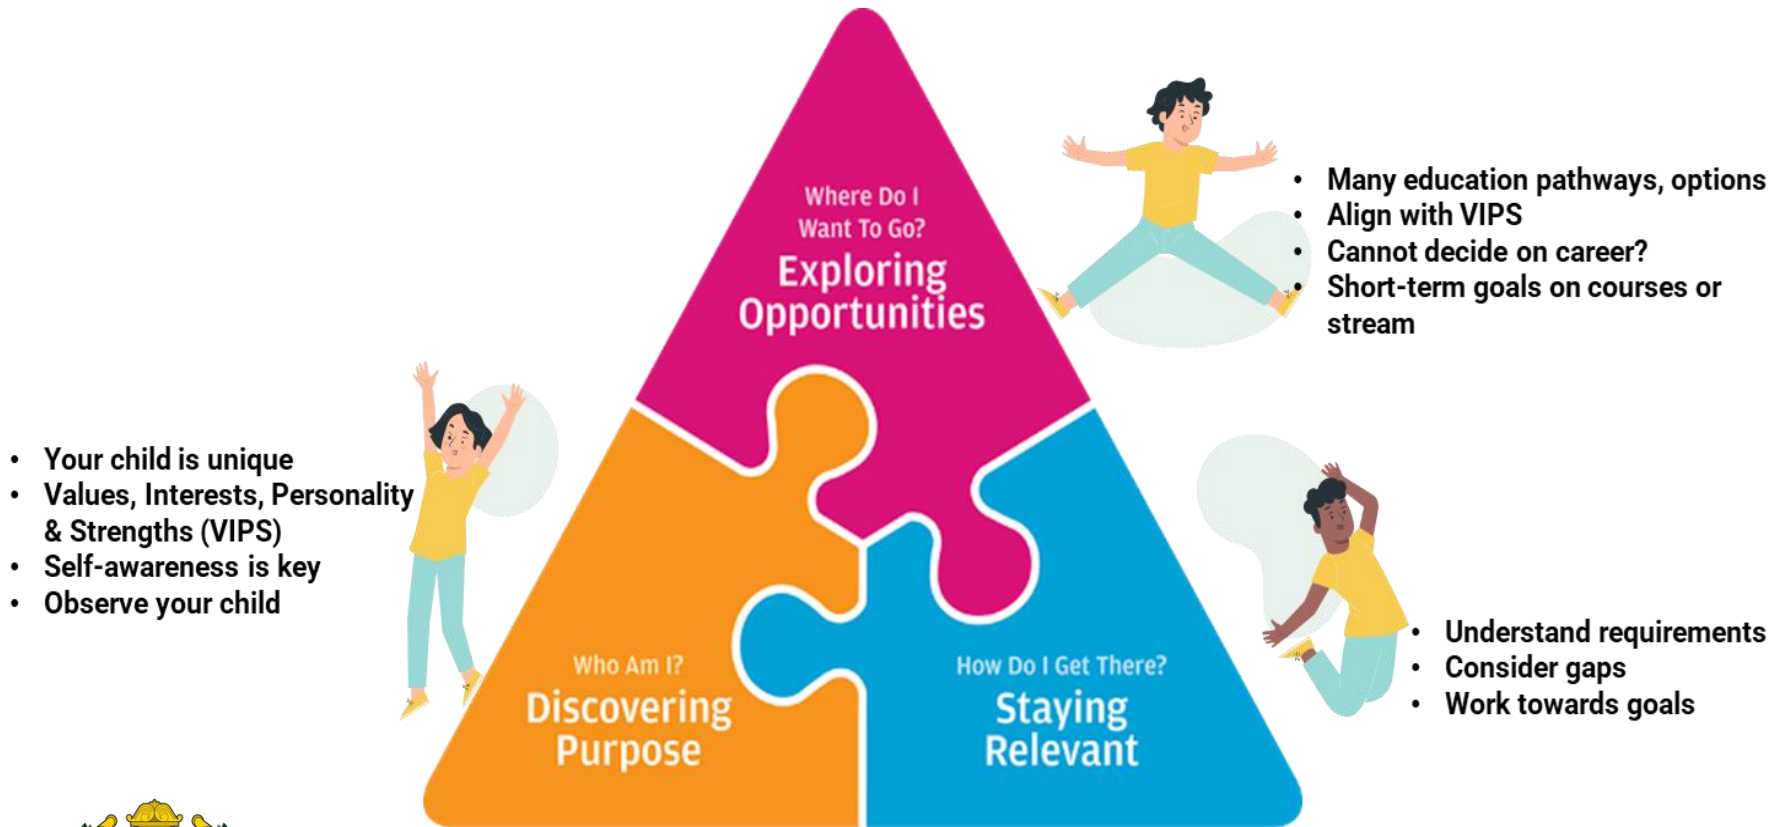 Where Do I
Want To Go?
Exploring
Opportunities
• Many education pathways, options
• Align with VIPS
• Cannot decide on career?
• Short-term goals on courses or
stream
• Your child is unique
• Values, Interests, Personality
& Strengths (VIPS)
• Self-awareness is key
• Observe your child
Who Am I?
Discovering
Purpose
How Do I Get There?
Staying
Relevant
• Understand requirements
• Consider gaps
• Work towards goals